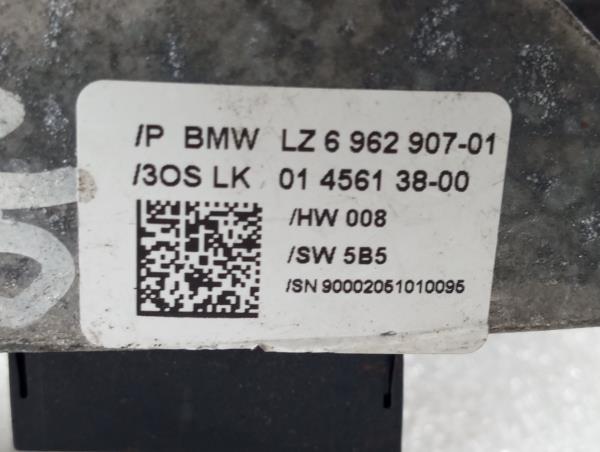 /P BMW LZ 6 962 907-01
/3OS LK 01 4561 38-00
/HW 008
/SW 5B5
/SN 90002051010095